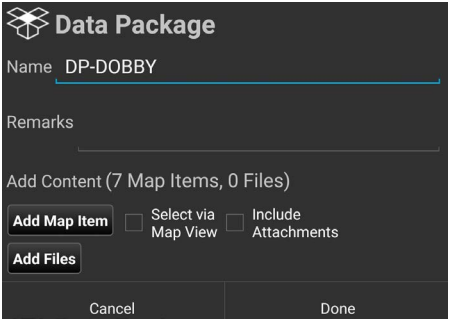 Data Package
Name DP-DOBBY
Remarks
Add Content (7 Map Items, 0 Files)
Add Map Item Select via Map View Include Attachments
Add Files
Cancel Done